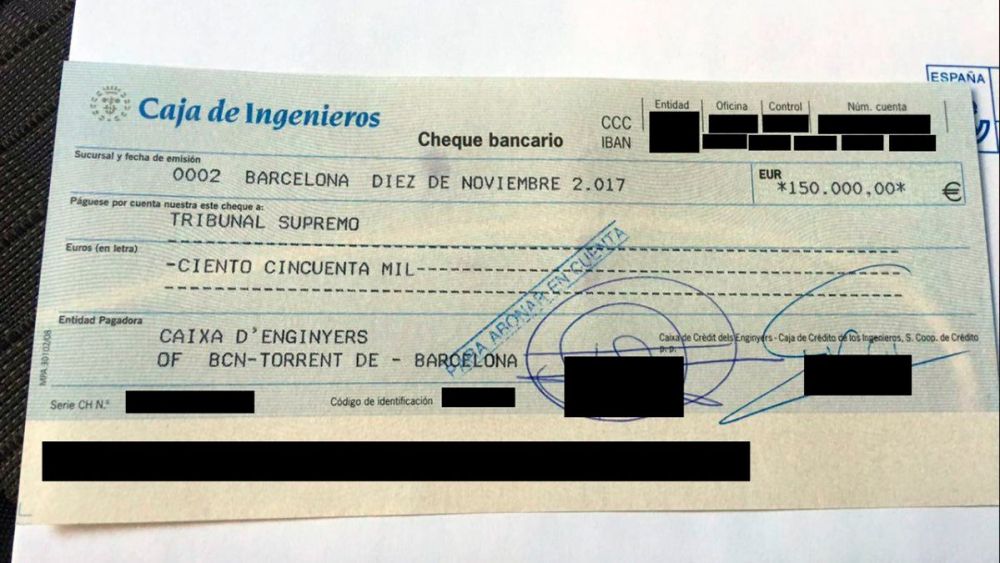 ESPAÑA
Caja de Ingenieros
Cheque bancario
Entidad Oficina Control Núm. cuenta
CCC
IBAN
Sucursal y fecha de emisión
0002 BARCELONA DIEZ DE NOVIEMBRE 2.017
EUR
*150.000,00* €
Páguese por cuenta nuestra este cheque a:
TRIBUNAL SUPREMO
Euros (en letra)
-CIENTO CINCUENTA MIL-
PARA ABONAR EN CUENTA
Entidad Pagadora
CAIXA D'ENGINYERS
OF BCN-TORRENT DE - BARCELONA
Caixa de Crèdit dels Enginyers - Caja de Crédito de los Ingenieros, S. Coop. de Crédito
p. p.
MPA 30102/08
Serie CH N.º
Código de identificación